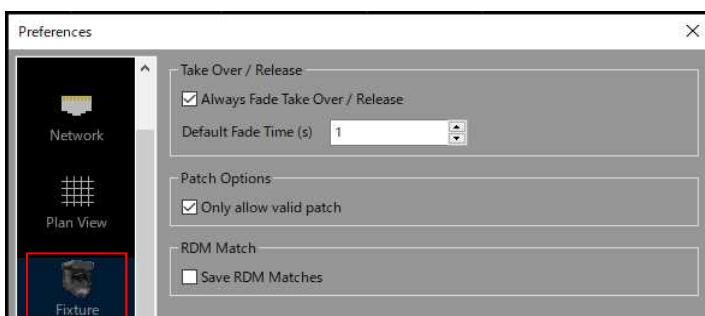 Preferences
Network
Plan View
Fixture
Take Over / Release
Always Fade Take Over / Release
Default Fade Time (s) 1
Patch Options
Only allow valid patch
RDM Match
Save RDM Matches